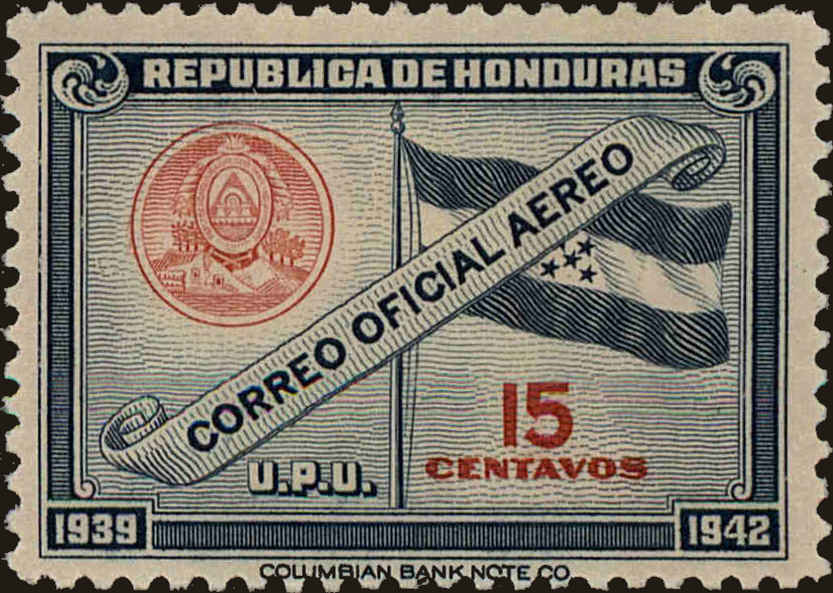 REPUBLICA DE HONDURAS
CORREO OFICIAL AEREO
15
CENTAVOS
U.P.U.
1939
1942
COLUMBIAN BANK NOTE CO